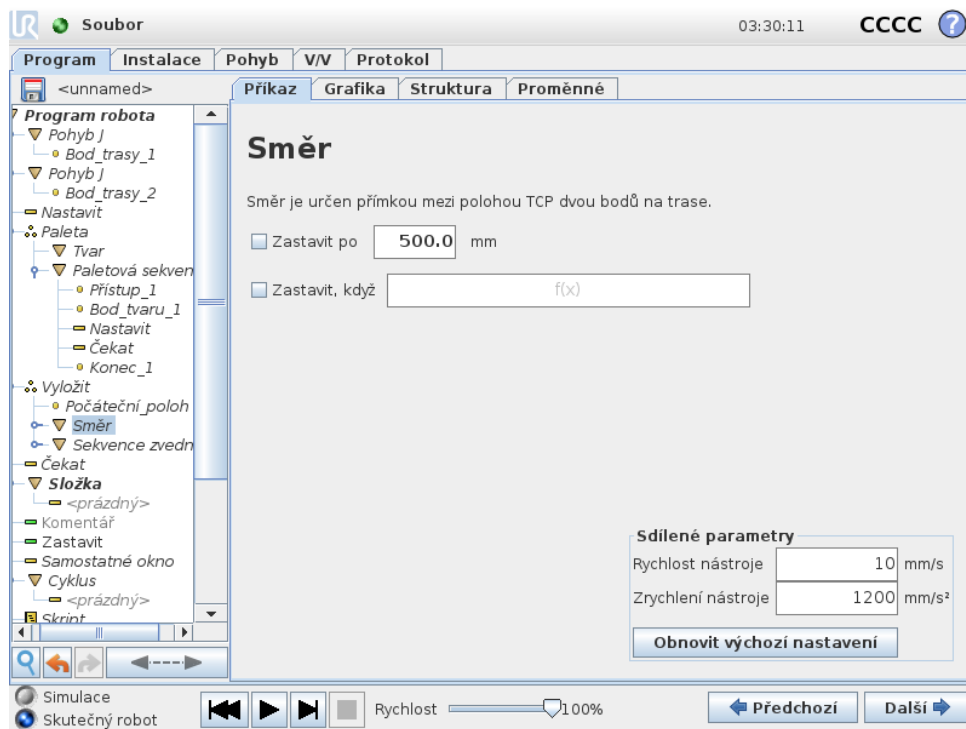 UR Soubor 03:30:11 CCCC ?
Program Instalace Pohyb V/V Protokol
<unnamed> Příkaz Grafika Struktura Proměnné
Program robota
Pohyb J
Bod_trasy_1
Pohyb J
Bod_trasy_2
Nastavit
Paleta
Tvar
Paletová sekven
Přístup_1
Bod_tvaru_1
Nastavit
Čekat
Konec_1
Vyložit
Počáteční_poloh
Směr
Sekvence zvedn
Čekat
Složka
<prázdný>
Komentář
Zastavit
Samostatné okno
Cyklus
<prázdný>
Skript
Směr
Směr je určen přímkou mezi polohou TCP dvou bodů na trase.
Zastavit po 500.0 mm
Zastavit, když f(x)
Sdílené parametry
Rychlost nástroje 10 mm/s
Zrychlení nástroje 1200 mm/s²
Obnovit výchozí nastavení
Simulace
Skutečný robot
Rychlost 100%
Předchozí Další